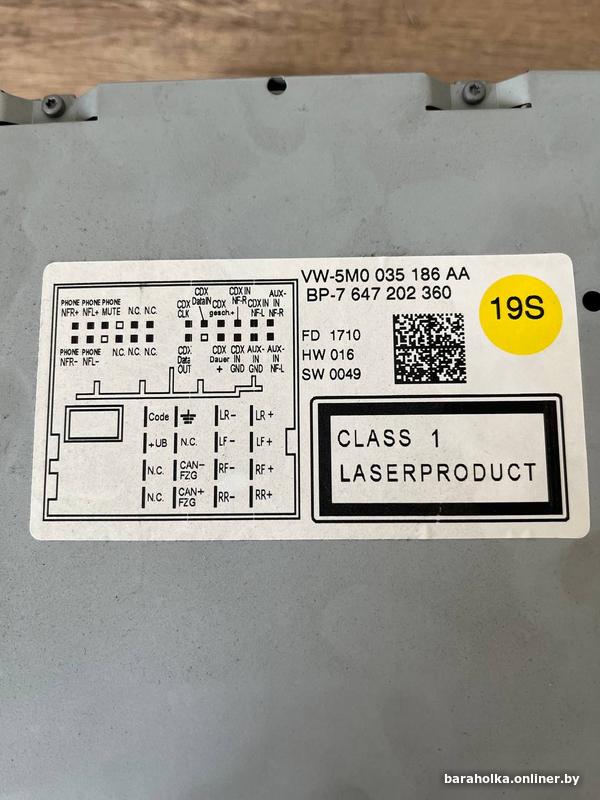 VW-5M0 035 186 AA
BP-7 647 202 360
19S
FD 1710
HW 016
SW 0049
CLASS 1
LASERPRODUCT
PHONE NFR+
PHONE NFL+
PHONE MUTE
N.C. N.C.
CDX CLK
CDX DataIN
CDX gesch.+
CDX IN NF-R
CDX IN NF-L
AUX-IN NF-R
PHONE NFR-
PHONE NFL-
N.C. N.C. N.C.
CDX Data OUT
CDX Dauer +
CDX IN GND
AUX-IN GND
AUX-IN NF-L
Code LR- LR+
+UB N.C. LF- LF+
N.C. CAN- FZG RF- RF+
N.C. CAN+ FZG RR- RR+
baraholka.onliner.by